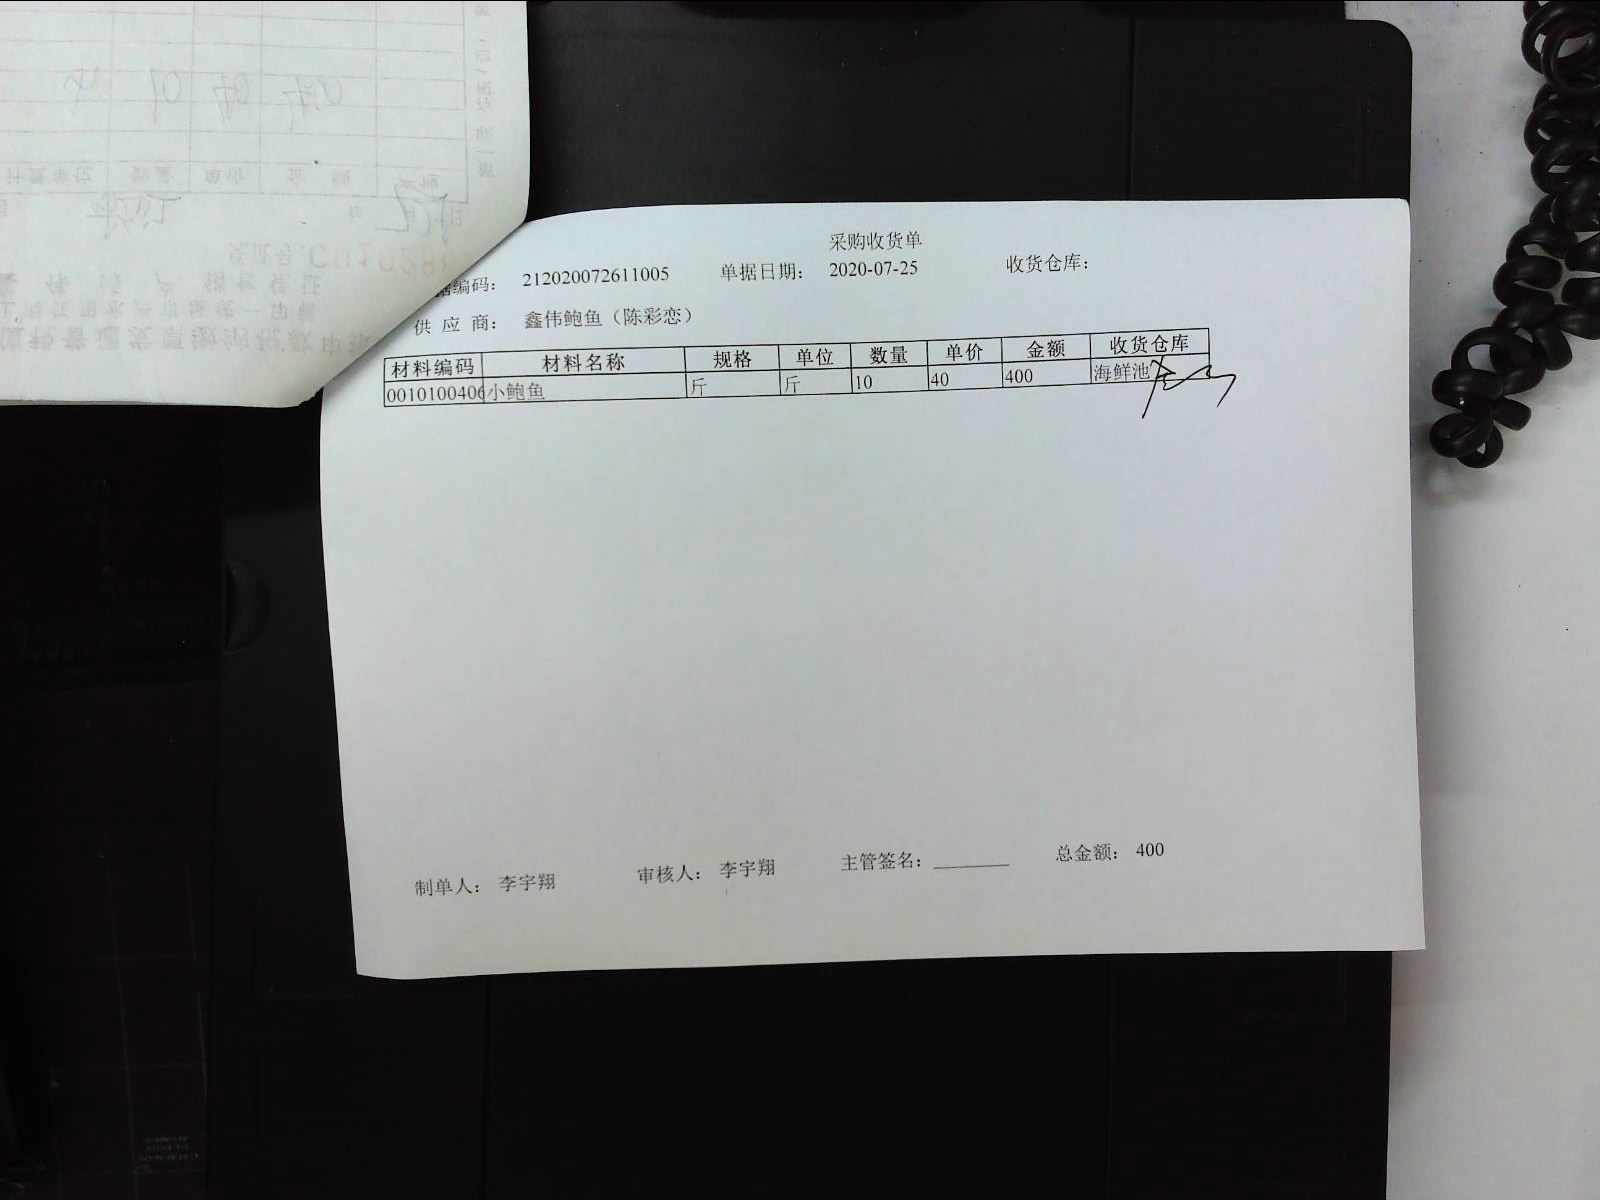 采购收货单
据编码: 212020072611005 单据日期: 2020-07-25 收货仓库:
供应商: 鑫伟鲍鱼（陈彩恋）
材料编码 材料名称 规格 单位 数量 单价 金额 收货仓库
0010100406 小鲍鱼 斤 斤 10 40 400 海鲜池
制单人: 李宇翔 审核人: 李宇翔 主管签名: 总金额: 400